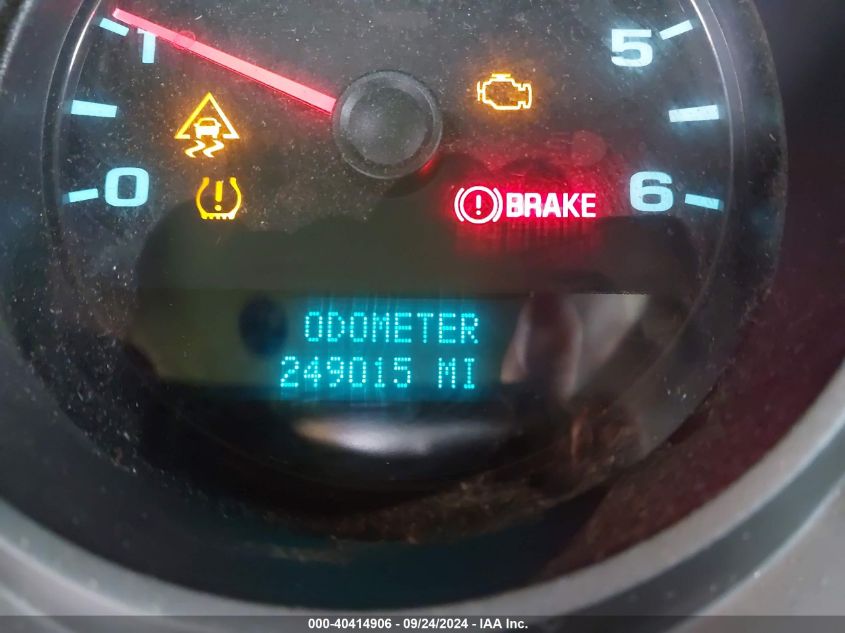 1 5
0 6
BRAKE
ODOMETER
249015 MI
000-40414906 - 09/24/2024 - IAA Inc.